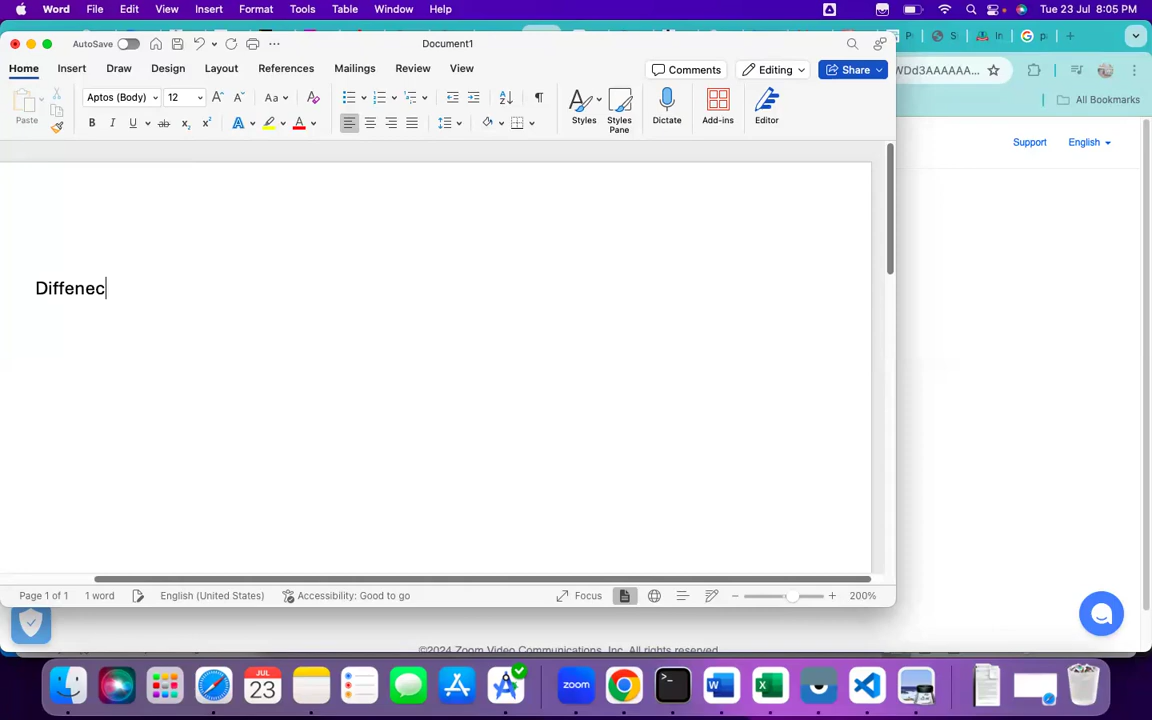 Word File Edit View Insert Format Tools Table Window Help Tue 23 Jul 8:05 PM
AutoSave Document1
WDd3AAAAAA...
Home Insert Draw Design Layout References Mailings Review View Comments Editing Share
All Bookmarks
Paste Aptos (Body) 12 Aa Styles Styles Pane Dictate Add-ins Editor
Support English
Diffenec
Page 1 of 1 1 word English (United States) Accessibility: Good to go Focus 200%
©2024 Zoom Video Communications, Inc. All rights reserved
JUL
23
zoom